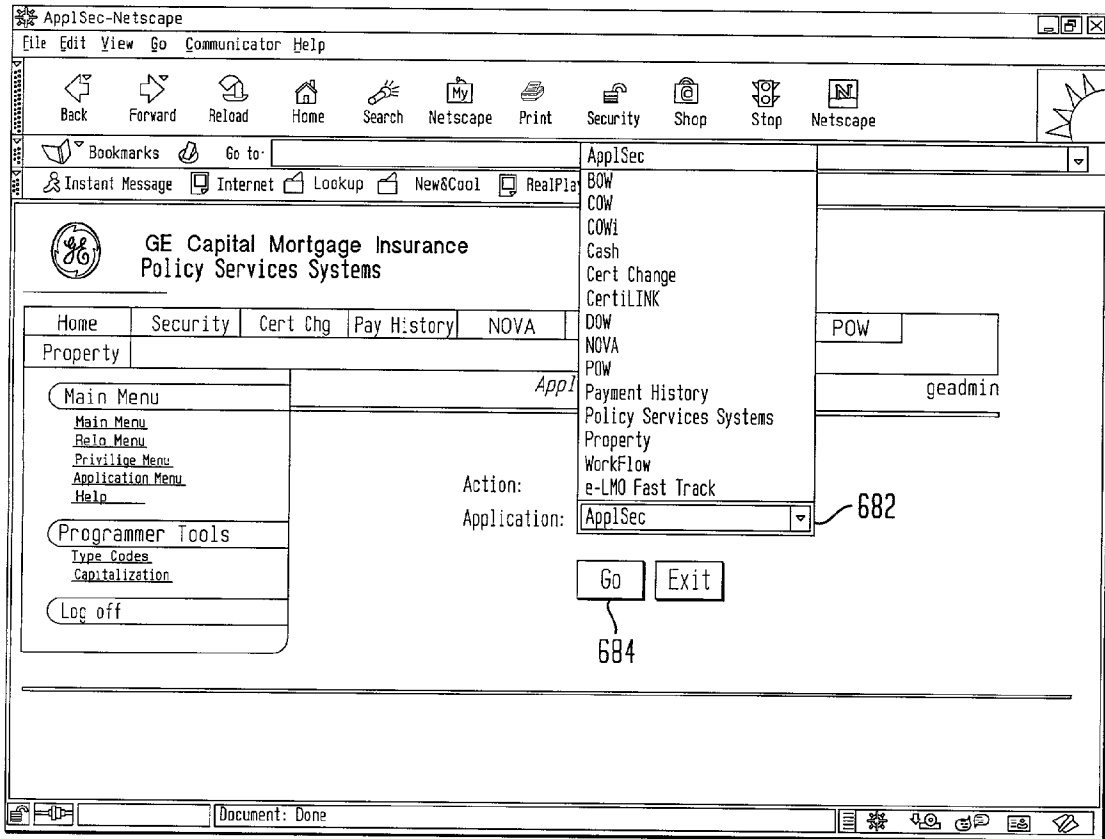 ApplSec-Netscape
File Edit View Go Communicator Help
Back Forward Reload Home Search Netscape Print Security Shop Stop Netscape
My
N
Bookmarks Go to:
Instant Message Internet Lookup New&Cool RealPla
ApplSec
BOW
COW
COWi
Cash
Cert Change
CertiLINK
DOW
NOVA
POW
Payment History
Policy Services Systems
Property
WorkFlow
e-LMO Fast Track
GE
GE Capital Mortgage Insurance
Policy Services Systems
Home Security Cert Chg Pay History NOVA POW
Property
Appl
geadmin
Main Menu
Main Menu
Relo Menu
Privilige Menu
Application Menu
Help
Programmer Tools
Type Codes
Capitalization
Log off
Action:
Application: ApplSec
682
Go Exit
684
Document: Done